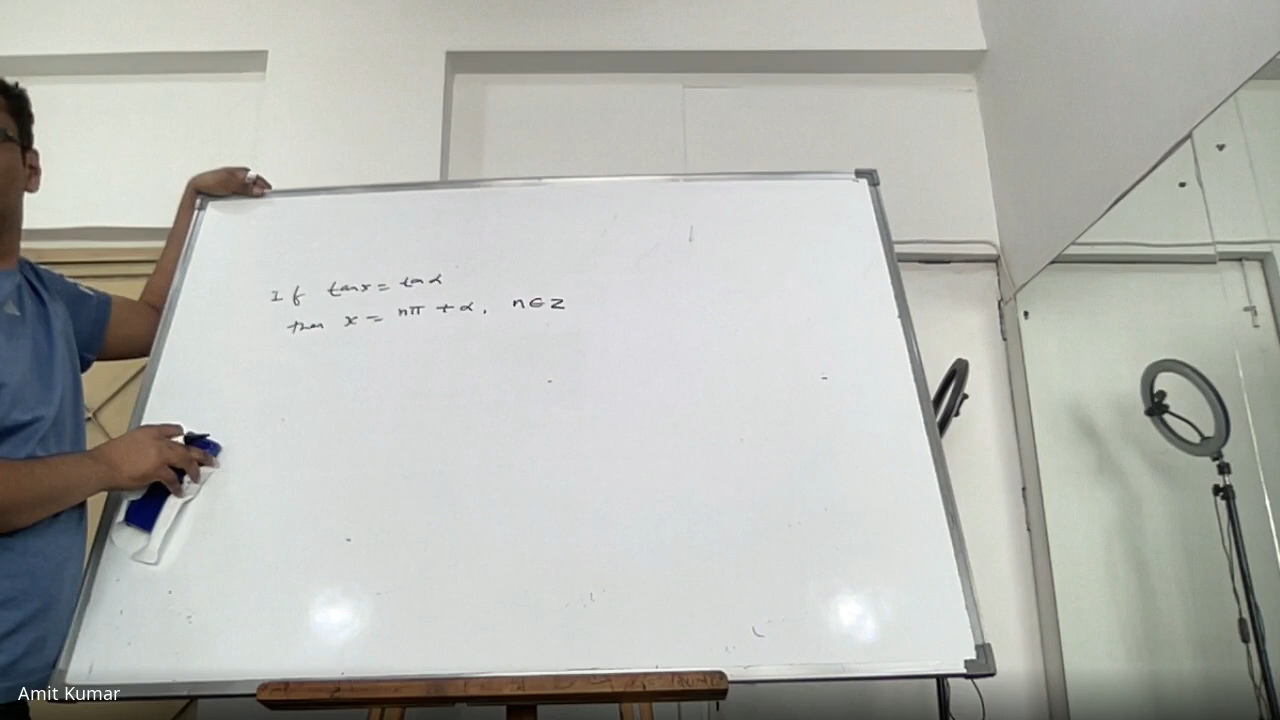 If tanx = tanα
then x = nπ + α, n∈Z
Amit Kumar